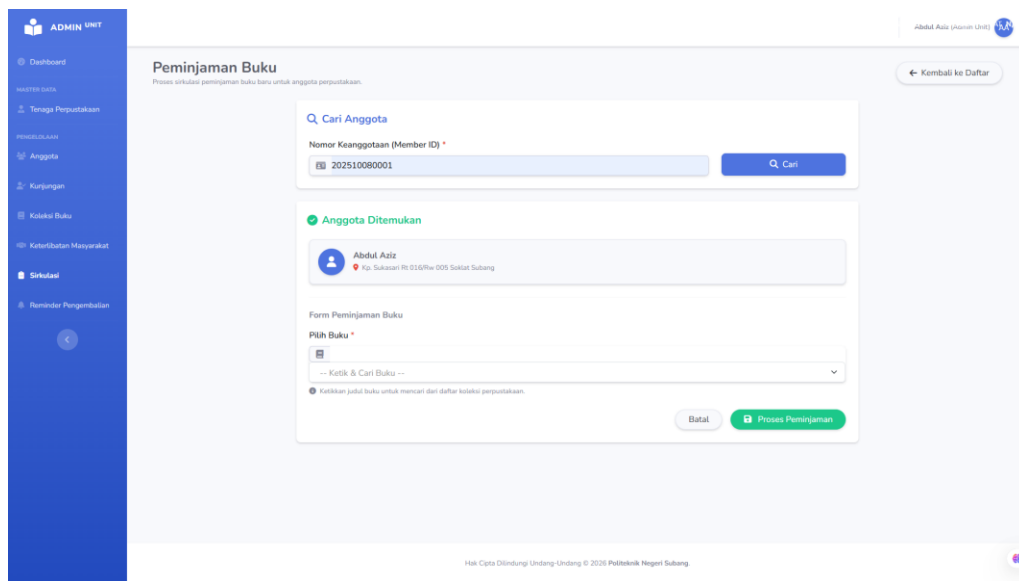 ADMIN UNIT
Dashboard
MASTER DATA
Tenaga Perpustakaan
PENGELOLAAN
Anggota
Kunjungan
Koleksi Buku
Keterlibatan Masyarakat
Sirkulasi
Reminder Pengembalian
Abdul Aziz (Admin Unit)
Peminjaman Buku
Proses sirkulasi peminjaman buku baru untuk anggota perpustakaan.
← Kembali ke Daftar
Cari Anggota
Nomor Keanggotaan (Member ID) *
202510080001
Cari
Anggota Ditemukan
Abdul Aziz
Kp. Sukasari Rt 016/Rw 005 Soklat Subang
Form Peminjaman Buku
Pilih Buku *
-- Ketik & Cari Buku --
Ketikkan judul buku untuk mencari dari daftar koleksi perpustakaan.
Batal
Proses Peminjaman
Hak Cipta Dilindungi Undang-Undang © 2026 Politeknik Negeri Subang.